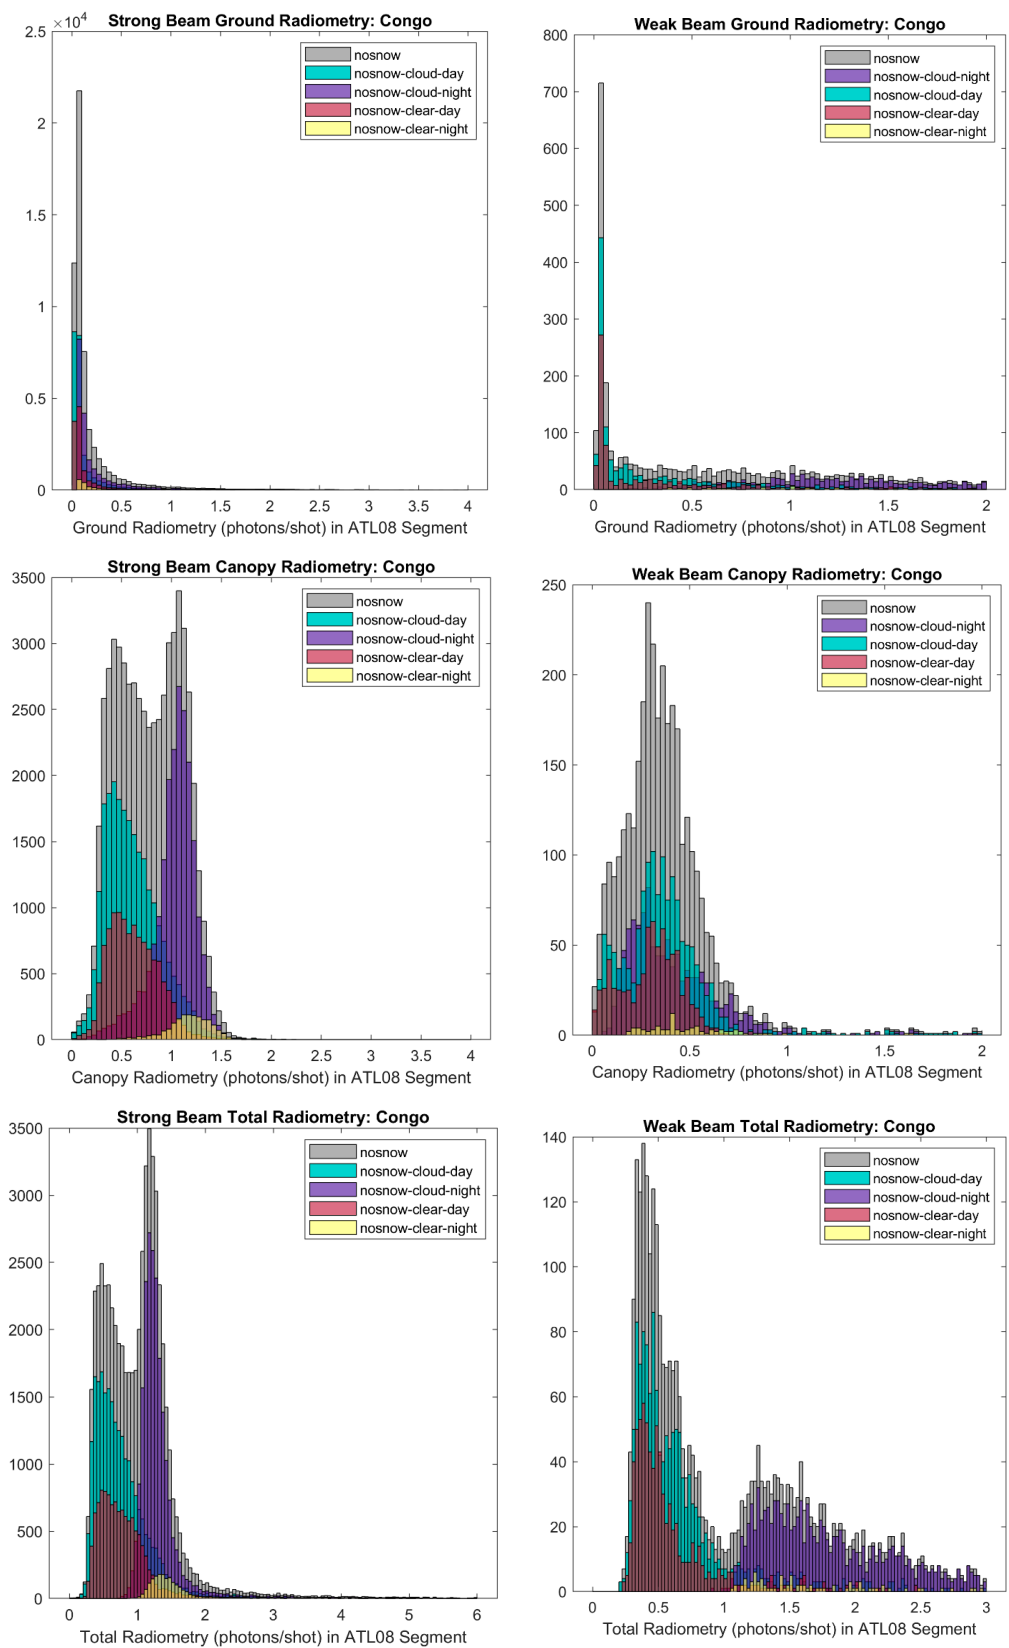 Strong Beam Ground Radiometry: Congo
×10⁴
2.5
2
1.5
1
0.5
0
nosnow
nosnow-cloud-day
nosnow-cloud-night
nosnow-clear-day
nosnow-clear-night
0 0.5 1 1.5 2 2.5 3 3.5 4
Ground Radiometry (photons/shot) in ATL08 Segment
Weak Beam Ground Radiometry: Congo
800
700
600
500
400
300
200
100
0
nosnow
nosnow-cloud-night
nosnow-cloud-day
nosnow-clear-day
nosnow-clear-night
0 0.5 1 1.5 2
Ground Radiometry (photons/shot) in ATL08 Segment
Strong Beam Canopy Radiometry: Congo
3500
3000
2500
2000
1500
1000
500
0
nosnow
nosnow-cloud-day
nosnow-cloud-night
nosnow-clear-day
nosnow-clear-night
0 0.5 1 1.5 2 2.5 3 3.5 4
Canopy Radiometry (photons/shot) in ATL08 Segment
Weak Beam Canopy Radiometry: Congo
250
200
150
100
50
0
nosnow
nosnow-cloud-night
nosnow-cloud-day
nosnow-clear-day
nosnow-clear-night
0 0.5 1 1.5 2
Canopy Radiometry (photons/shot) in ATL08 Segment
Strong Beam Total Radiometry: Congo
3500
3000
2500
2000
1500
1000
500
0
nosnow
nosnow-cloud-day
nosnow-cloud-night
nosnow-clear-day
nosnow-clear-night
0 1 2 3 4 5 6
Total Radiometry (photons/shot) in ATL08 Segment
Weak Beam Total Radiometry: Congo
140
120
100
80
60
40
20
0
nosnow
nosnow-cloud-day
nosnow-cloud-night
nosnow-clear-day
nosnow-clear-night
0 0.5 1 1.5 2 2.5 3
Total Radiometry (photons/shot) in ATL08 Segment